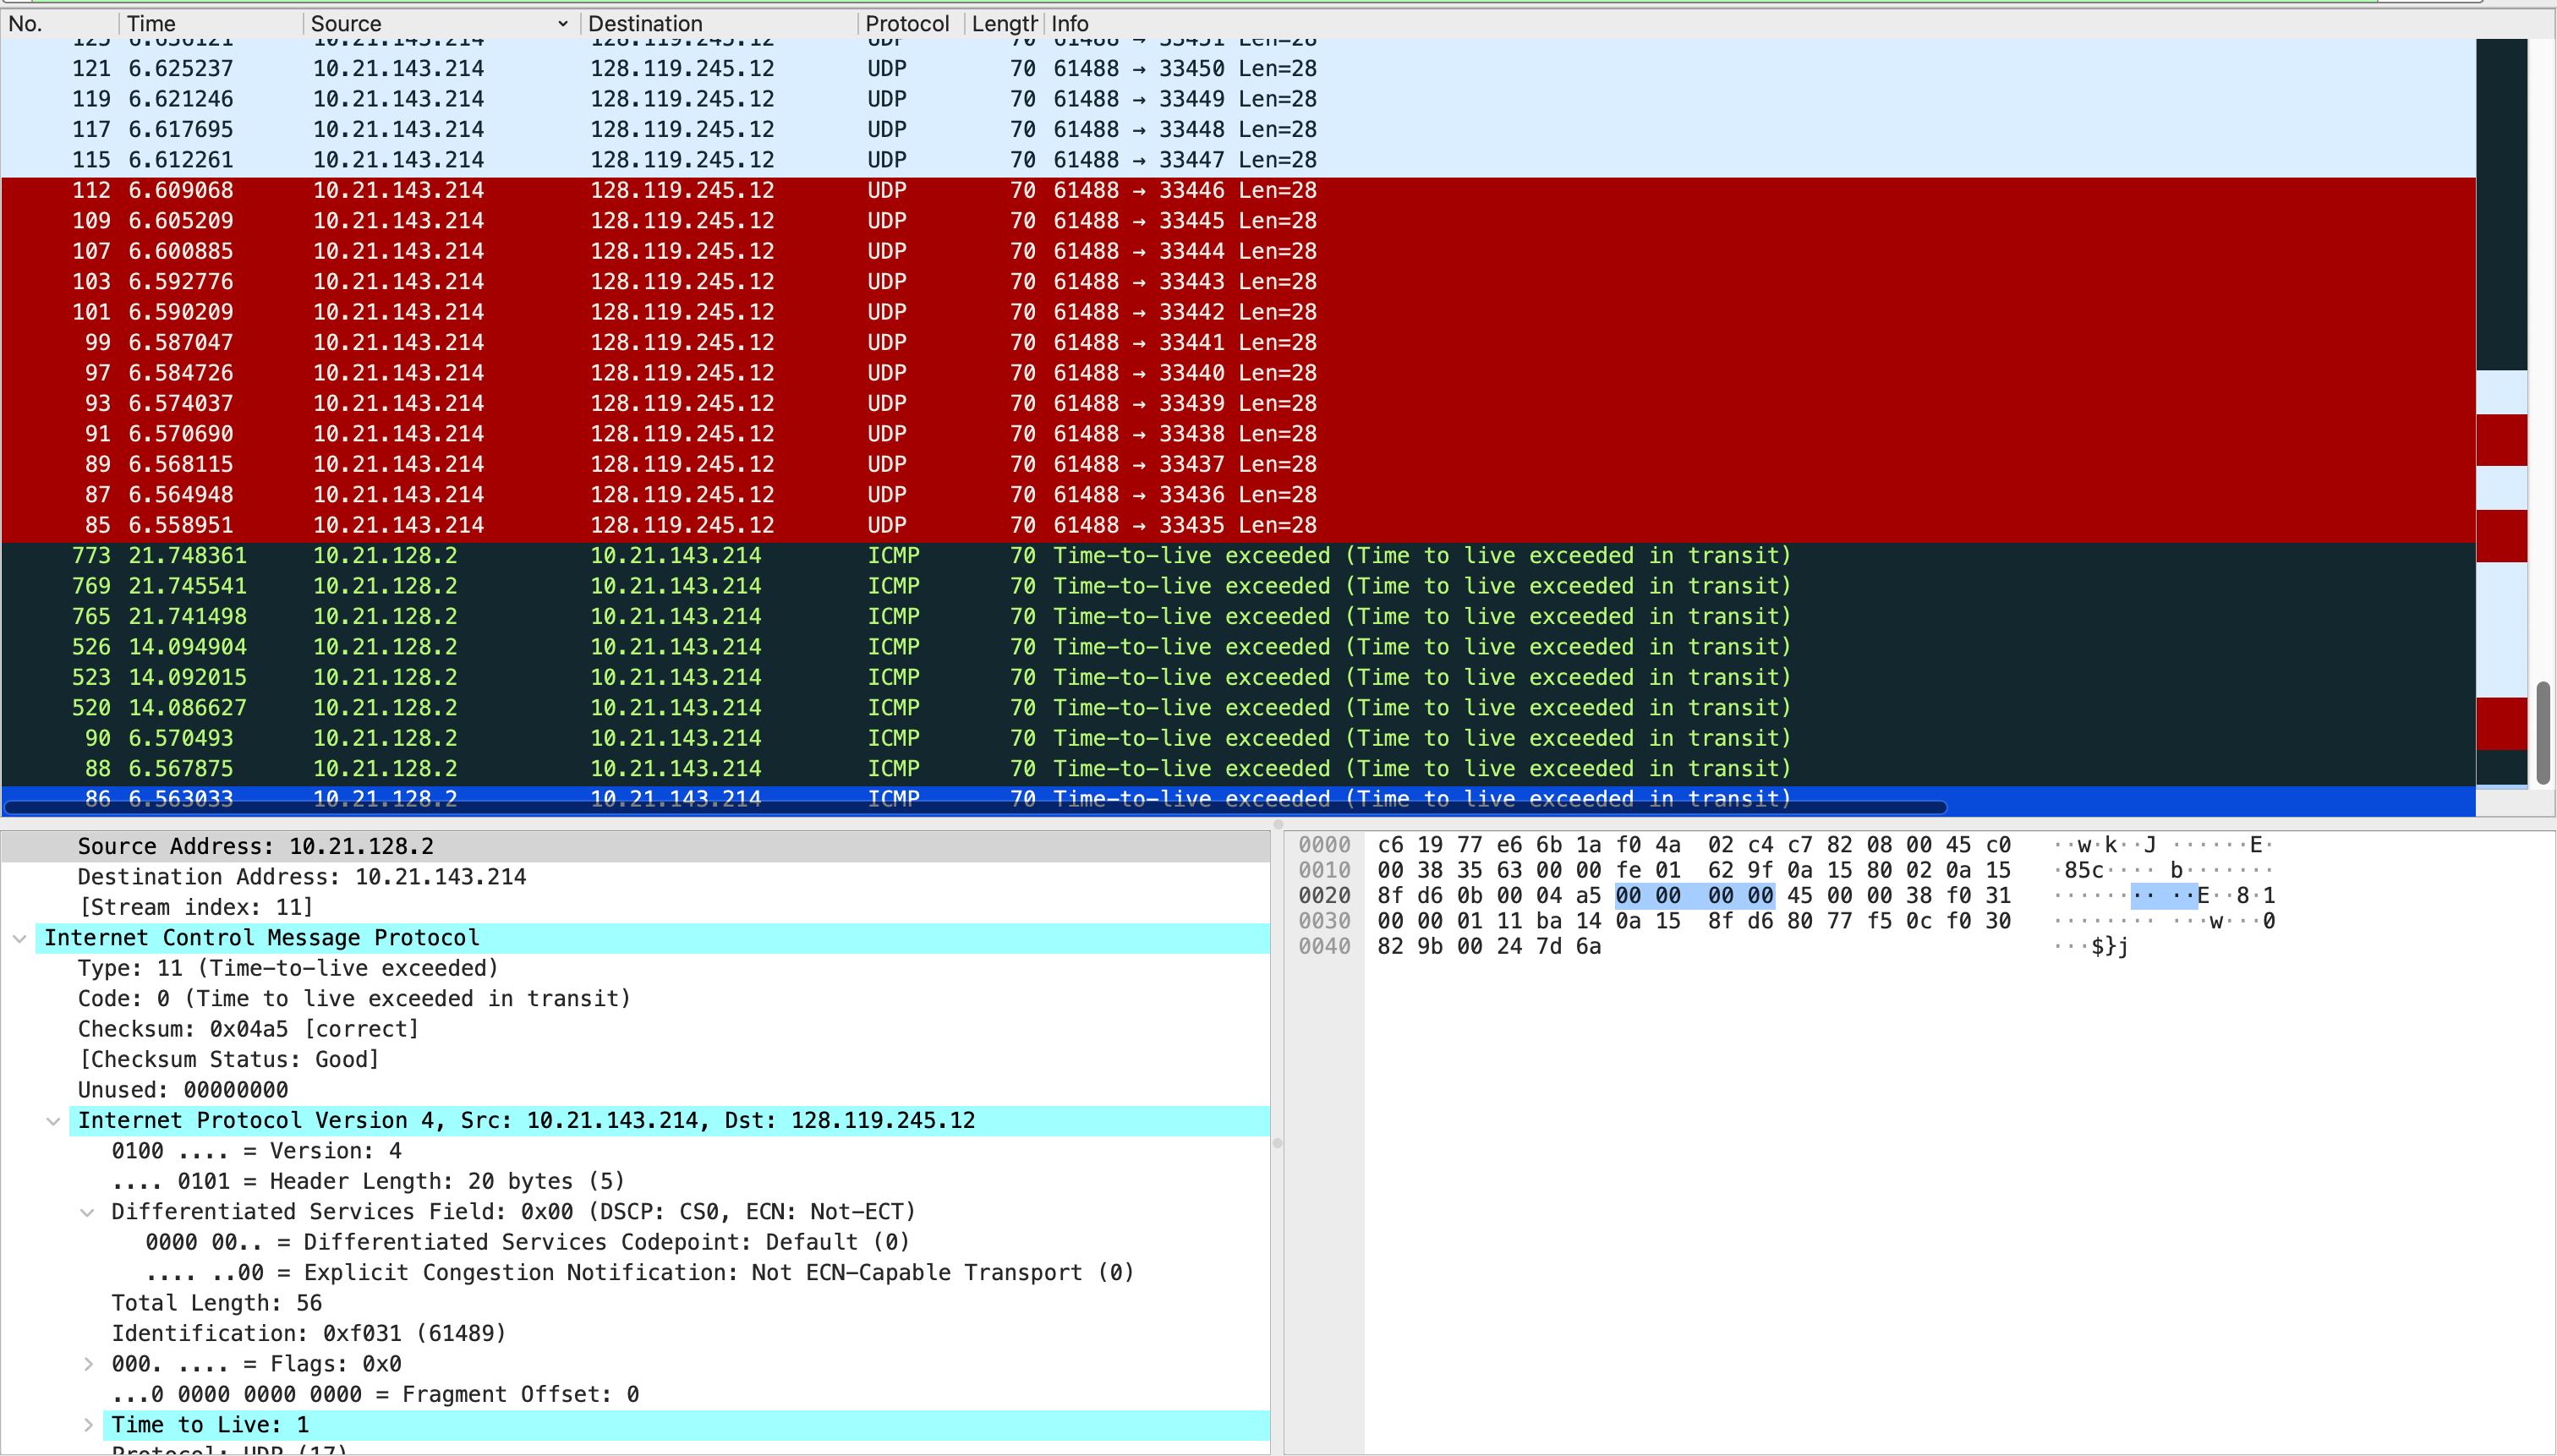 No. Time Source Destination Protocol Length Info
123 6.636121 10.21.143.214 128.119.245.12 UDP 70 61488 → 33451 Len=28
121 6.625237 10.21.143.214 128.119.245.12 UDP 70 61488 → 33450 Len=28
119 6.621246 10.21.143.214 128.119.245.12 UDP 70 61488 → 33449 Len=28
117 6.617695 10.21.143.214 128.119.245.12 UDP 70 61488 → 33448 Len=28
115 6.612261 10.21.143.214 128.119.245.12 UDP 70 61488 → 33447 Len=28
112 6.609068 10.21.143.214 128.119.245.12 UDP 70 61488 → 33446 Len=28
109 6.605209 10.21.143.214 128.119.245.12 UDP 70 61488 → 33445 Len=28
107 6.600885 10.21.143.214 128.119.245.12 UDP 70 61488 → 33444 Len=28
103 6.592776 10.21.143.214 128.119.245.12 UDP 70 61488 → 33443 Len=28
101 6.590209 10.21.143.214 128.119.245.12 UDP 70 61488 → 33442 Len=28
99 6.587047 10.21.143.214 128.119.245.12 UDP 70 61488 → 33441 Len=28
97 6.584726 10.21.143.214 128.119.245.12 UDP 70 61488 → 33440 Len=28
93 6.574037 10.21.143.214 128.119.245.12 UDP 70 61488 → 33439 Len=28
91 6.570690 10.21.143.214 128.119.245.12 UDP 70 61488 → 33438 Len=28
89 6.568115 10.21.143.214 128.119.245.12 UDP 70 61488 → 33437 Len=28
87 6.564948 10.21.143.214 128.119.245.12 UDP 70 61488 → 33436 Len=28
85 6.558951 10.21.143.214 128.119.245.12 UDP 70 61488 → 33435 Len=28
773 21.748361 10.21.128.2 10.21.143.214 ICMP 70 Time-to-live exceeded (Time to live exceeded in transit)
769 21.745541 10.21.128.2 10.21.143.214 ICMP 70 Time-to-live exceeded (Time to live exceeded in transit)
765 21.741498 10.21.128.2 10.21.143.214 ICMP 70 Time-to-live exceeded (Time to live exceeded in transit)
526 14.094904 10.21.128.2 10.21.143.214 ICMP 70 Time-to-live exceeded (Time to live exceeded in transit)
523 14.092015 10.21.128.2 10.21.143.214 ICMP 70 Time-to-live exceeded (Time to live exceeded in transit)
520 14.086627 10.21.128.2 10.21.143.214 ICMP 70 Time-to-live exceeded (Time to live exceeded in transit)
90 6.570493 10.21.128.2 10.21.143.214 ICMP 70 Time-to-live exceeded (Time to live exceeded in transit)
88 6.567875 10.21.128.2 10.21.143.214 ICMP 70 Time-to-live exceeded (Time to live exceeded in transit)
86 6.563033 10.21.128.2 10.21.143.214 ICMP 70 Time-to-live exceeded (Time to live exceeded in transit)
Source Address: 10.21.128.2
Destination Address: 10.21.143.214
[Stream index: 11]
Internet Control Message Protocol
Type: 11 (Time-to-live exceeded)
Code: 0 (Time to live exceeded in transit)
Checksum: 0x04a5 [correct]
[Checksum Status: Good]
Unused: 00000000
Internet Protocol Version 4, Src: 10.21.143.214, Dst: 128.119.245.12
0100 .... = Version: 4
.... 0101 = Header Length: 20 bytes (5)
Differentiated Services Field: 0x00 (DSCP: CS0, ECN: Not-ECT)
0000 00.. = Differentiated Services Codepoint: Default (0)
.... ..00 = Explicit Congestion Notification: Not ECN-Capable Transport (0)
Total Length: 56
Identification: 0xf031 (61489)
000. .... = Flags: 0x0
...0 0000 0000 0000 = Fragment Offset: 0
Time to Live: 1
Protocol: UDP (17)
0000 c6 19 77 e6 6b 1a f0 4a 02 c4 c7 82 08 00 45 c0 ··w·k··J ······E·
0010 00 38 35 63 00 00 fe 01 62 9f 0a 15 80 02 0a 15 ·85c···· b·······
0020 8f d6 0b 00 04 a5 00 00 00 00 45 00 00 38 f0 31 ········ ··E··8·1
0030 00 00 01 11 ba 14 0a 15 8f d6 80 77 f5 0c f0 30 ········ ···w···0
0040 82 9b 00 24 7d 6a ···$}j